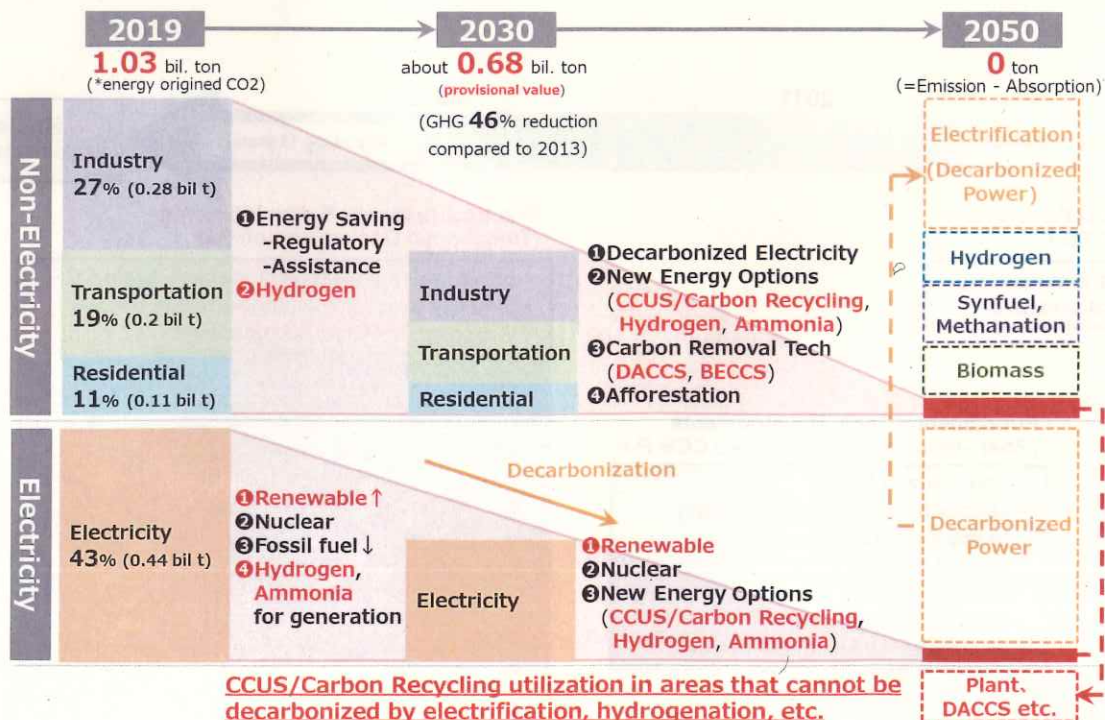 2019
2030
2050
1.03 bil. ton
(*energy origined CO2)
about 0.68 bil. ton
(provisional value)
(GHG 46% reduction
compared to 2013)
0 ton
(=Emission - Absorption)
Non-Electricity
Industry
27% (0.28 bil t)
Transportation
19% (0.2 bil t)
Residential
11% (0.11 bil t)
❶Energy Saving
-Regulatory
-Assistance
❷Hydrogen
Industry
Transportation
Residential
❶Decarbonized Electricity
❷New Energy Options
(CCUS/Carbon Recycling,
Hydrogen, Ammonia)
❸Carbon Removal Tech
(DACCS, BECCS)
❹Afforestation
Electrification
(Decarbonized
Power)
Hydrogen
Synfuel,
Methanation
Biomass
Electricity
Electricity
43% (0.44 bil t)
❶Renewable↑
❷Nuclear
❸Fossil fuel↓
❹Hydrogen,
Ammonia
for generation
Decarbonization
Electricity
❶Renewable
❷Nuclear
❸New Energy Options
(CCUS/Carbon Recycling,
Hydrogen, Ammonia)
Decarbonized
Power
CCUS/Carbon Recycling utilization in areas that cannot be
decarbonized by electrification, hydrogenation, etc.
Plant、
DACCS etc.